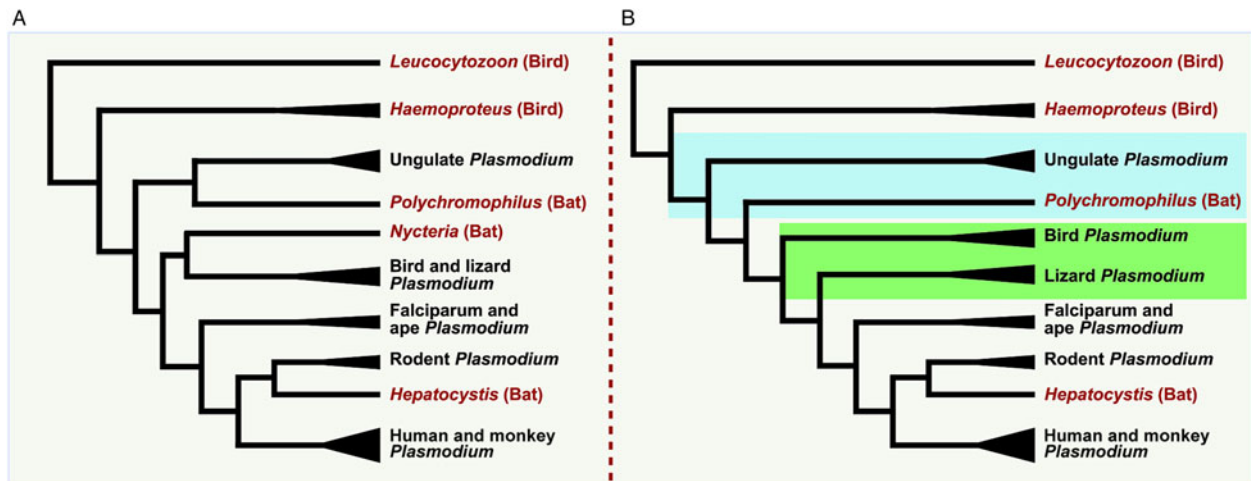 A
Leucocytozoon (Bird)
Haemoproteus (Bird)
Ungulate Plasmodium
Polychromophilus (Bat)
Nycteria (Bat)
Bird and lizard
Plasmodium
Falciparum and
ape Plasmodium
Rodent Plasmodium
Hepatocystis (Bat)
Human and monkey
Plasmodium
B
Leucocytozoon (Bird)
Haemoproteus (Bird)
Ungulate Plasmodium
Polychromophilus (Bat)
Bird Plasmodium
Lizard Plasmodium
Falciparum and
ape Plasmodium
Rodent Plasmodium
Hepatocystis (Bat)
Human and monkey
Plasmodium